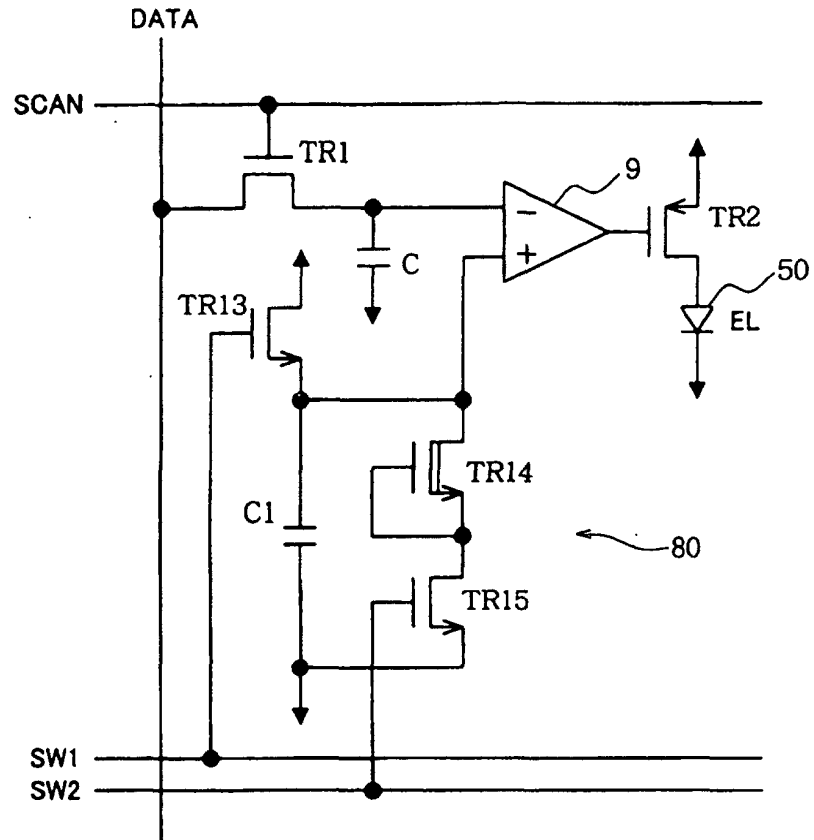 DATA
SCAN
TR1
9
−
+
TR2
C
50
EL
TR13
TR14
C1
80
TR15
SW1
SW2